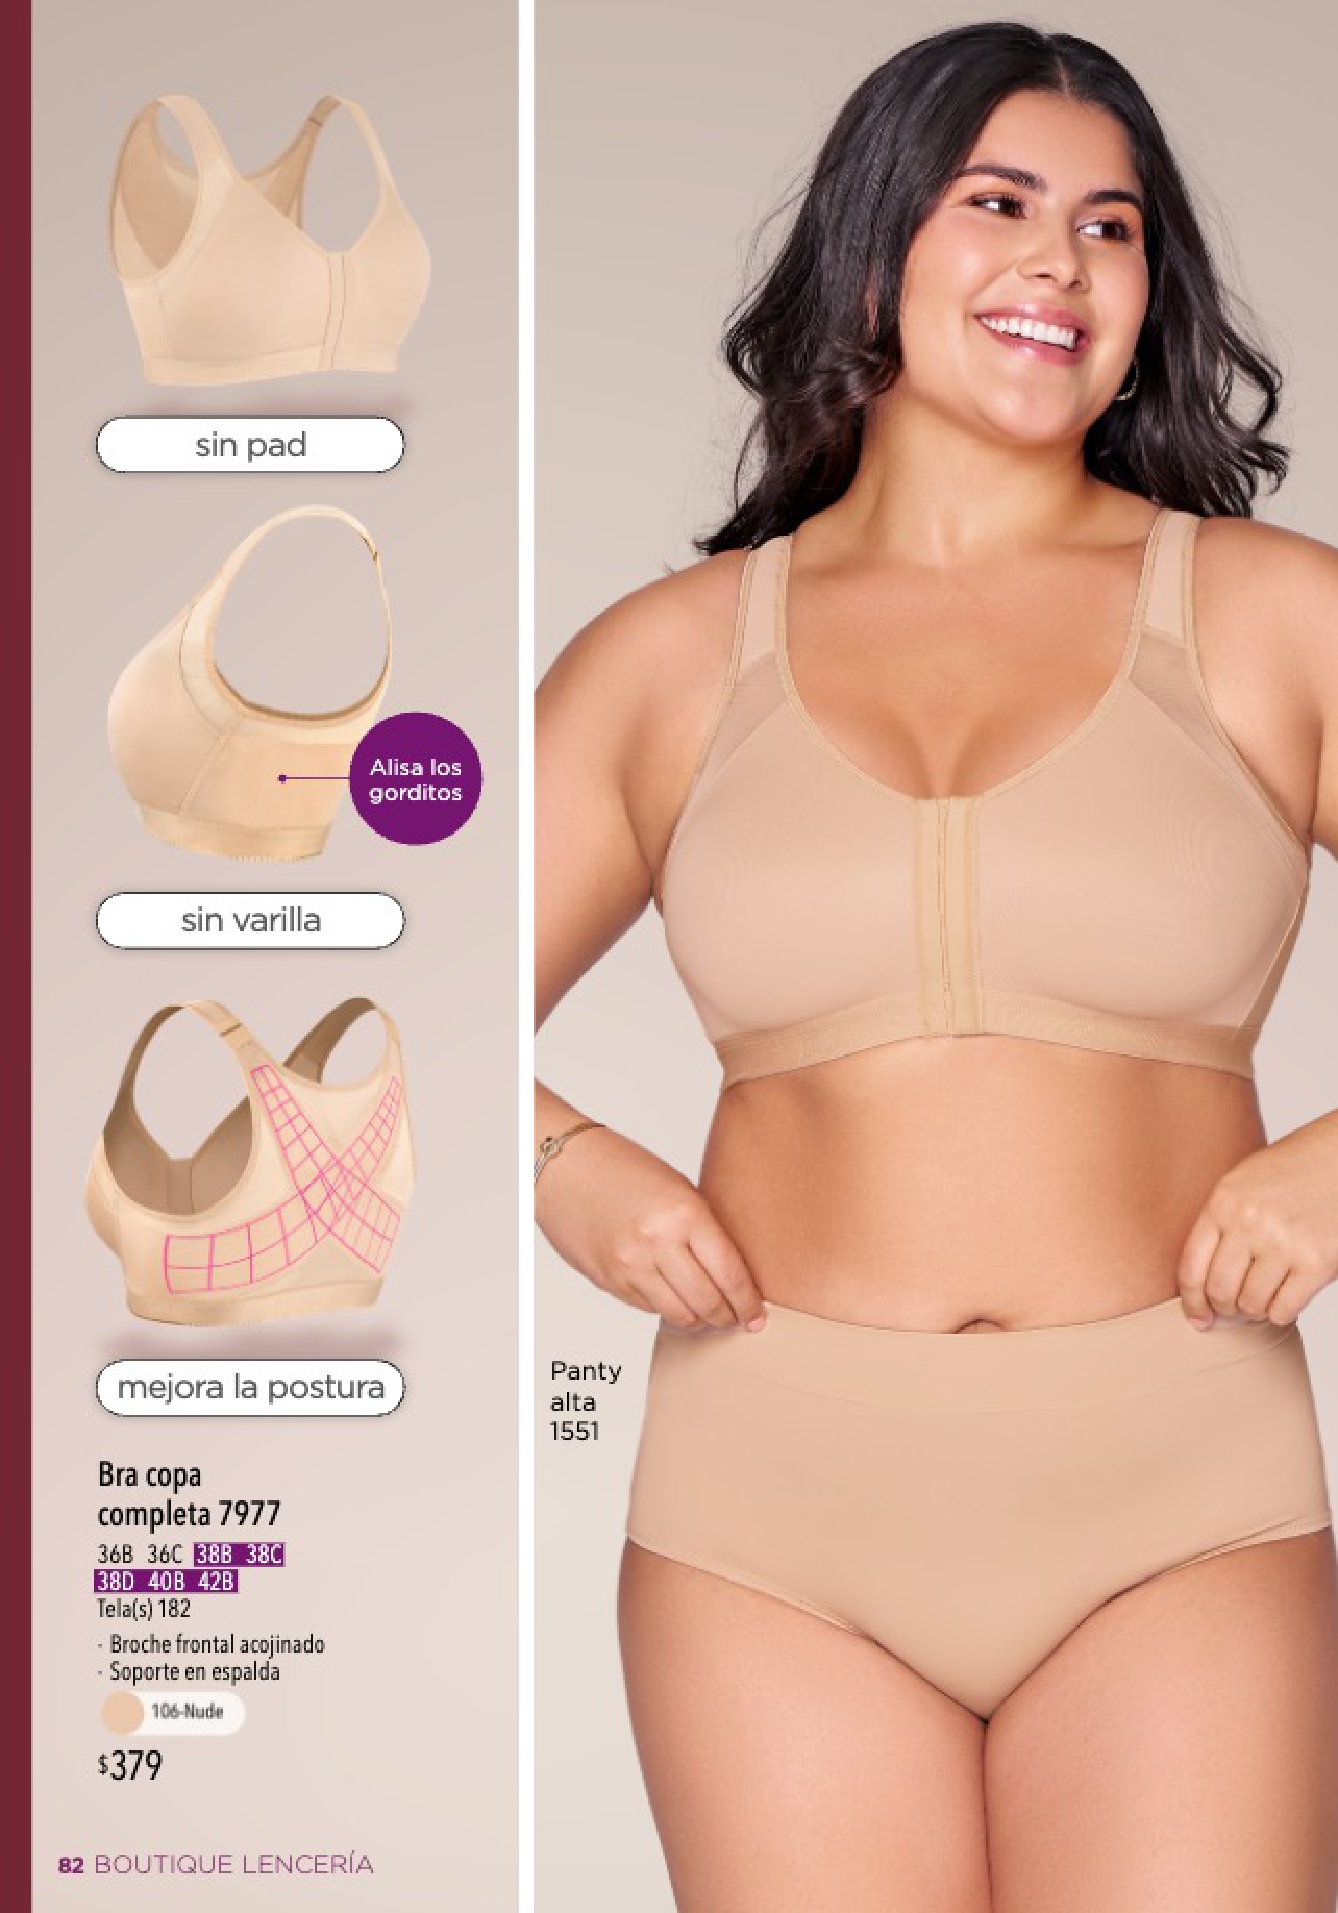 sin pad
Alisa los
gorditos
sin varilla
mejora la postura
Bra copa
completa 7977
36B 36C 38B 38C
38D 40B 42B
Tela(s) 182
· Broche frontal acojinado
· Soporte en espalda
106-Nude
$379
82 BOUTIQUE LENCERÍA
Panty
alta
1551